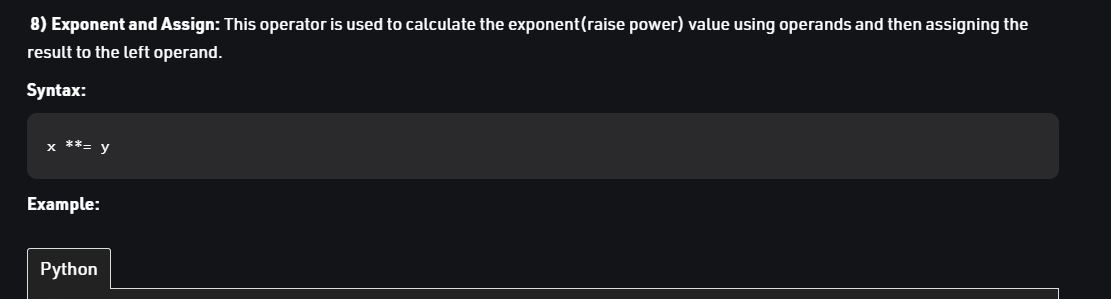 8) Exponent and Assign: This operator is used to calculate the exponent(raise power) value using operands and then assigning the
result to the left operand.
Syntax:
x **= y
Example:
Python